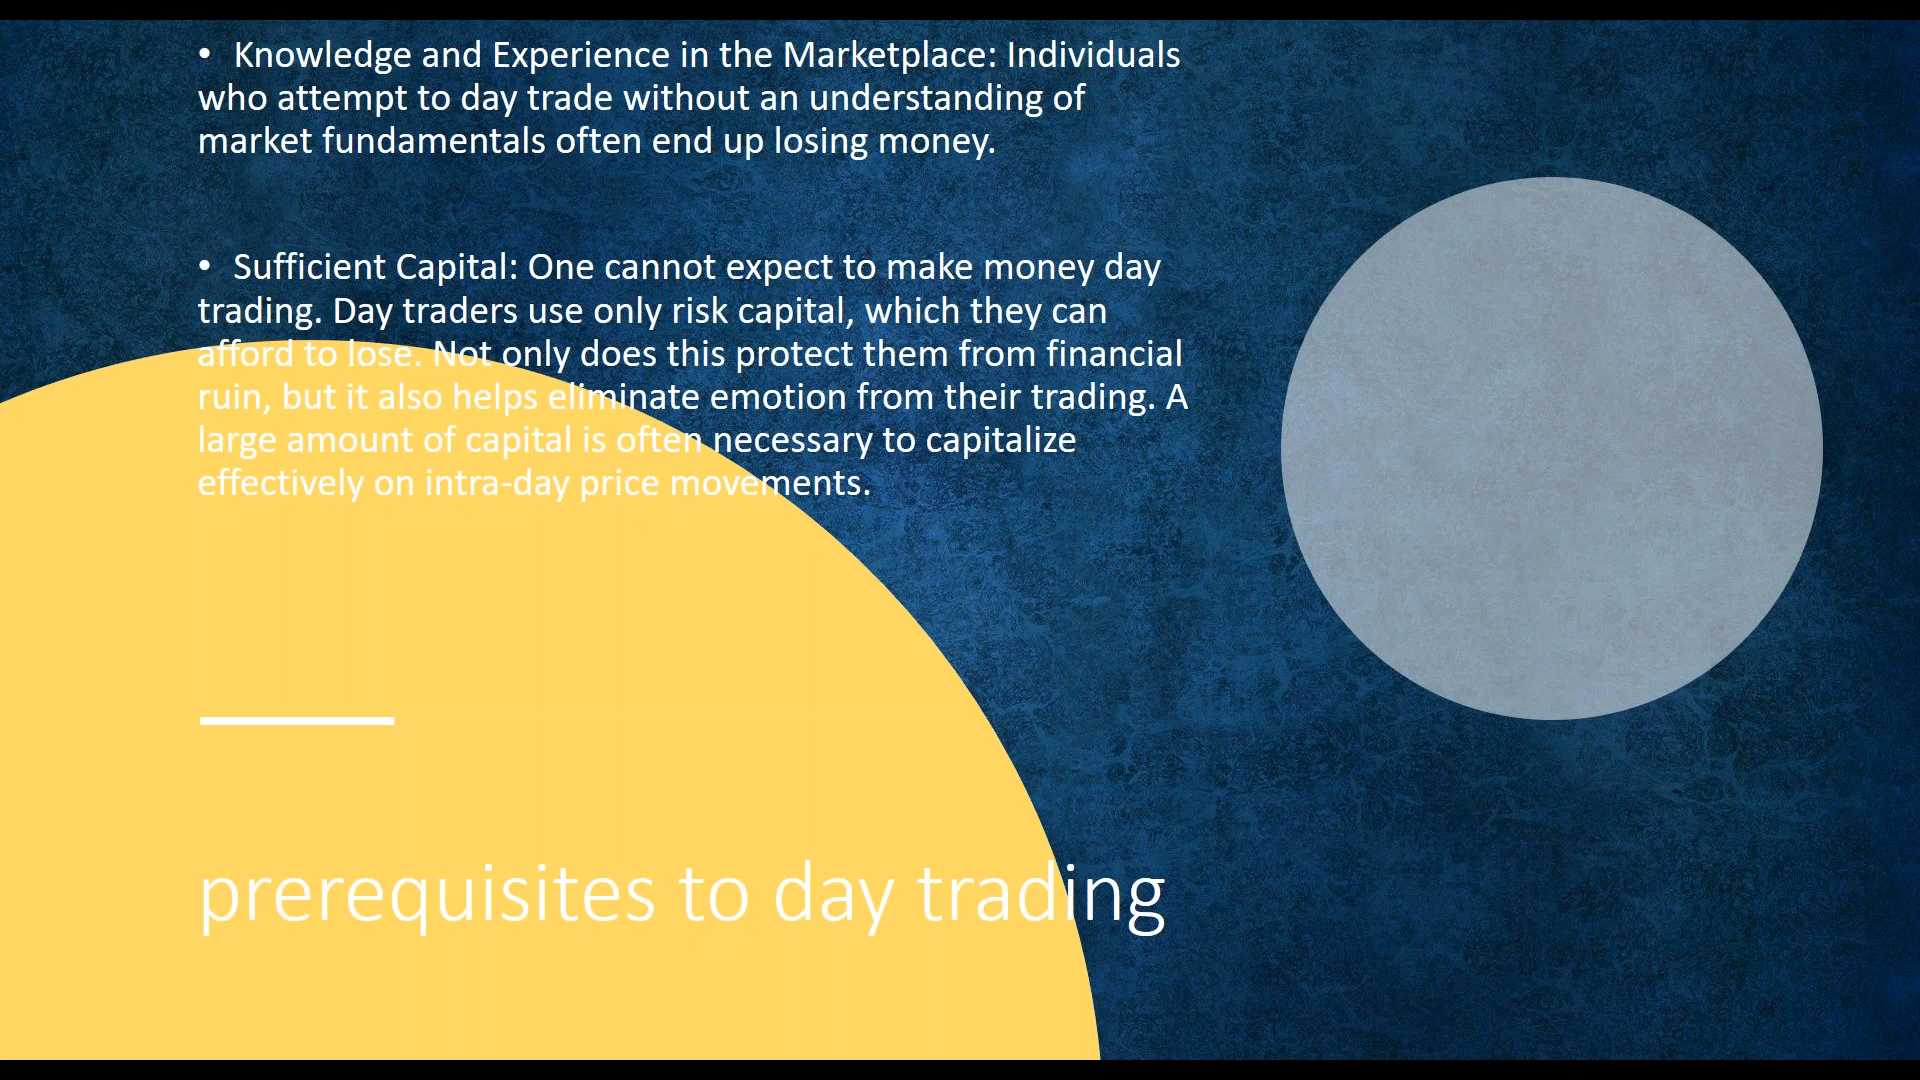 • Knowledge and Experience in the Marketplace: Individuals
who attempt to day trade without an understanding of
market fundamentals often end up losing money.
• Sufficient Capital: One cannot expect to make money day
trading. Day traders use only risk capital, which they can
afford to lose. Not only does this protect them from financial
ruin, but it also helps eliminate emotion from their trading. A
large amount of capital is often necessary to capitalize
effectively on intra-day price movements.
prerequisites to day trading